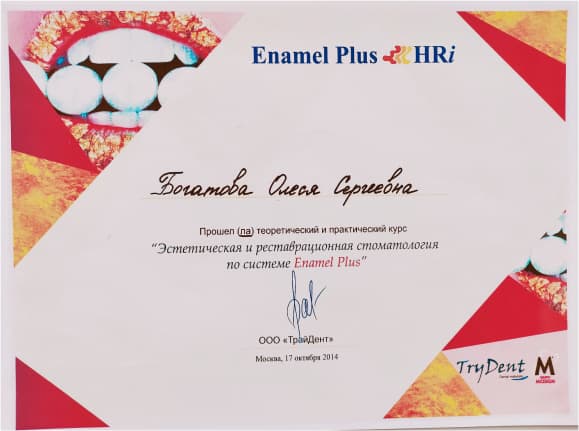 Enamel Plus HRi
Богатова Олеся Сергеевна
Прошел (ла) теоретический и практический курс
"Эстетическая и реставрационная стоматология
по системе Enamel Plus"
ООО «ТрайДент»
Москва, 17 октября 2014
TryDent
M